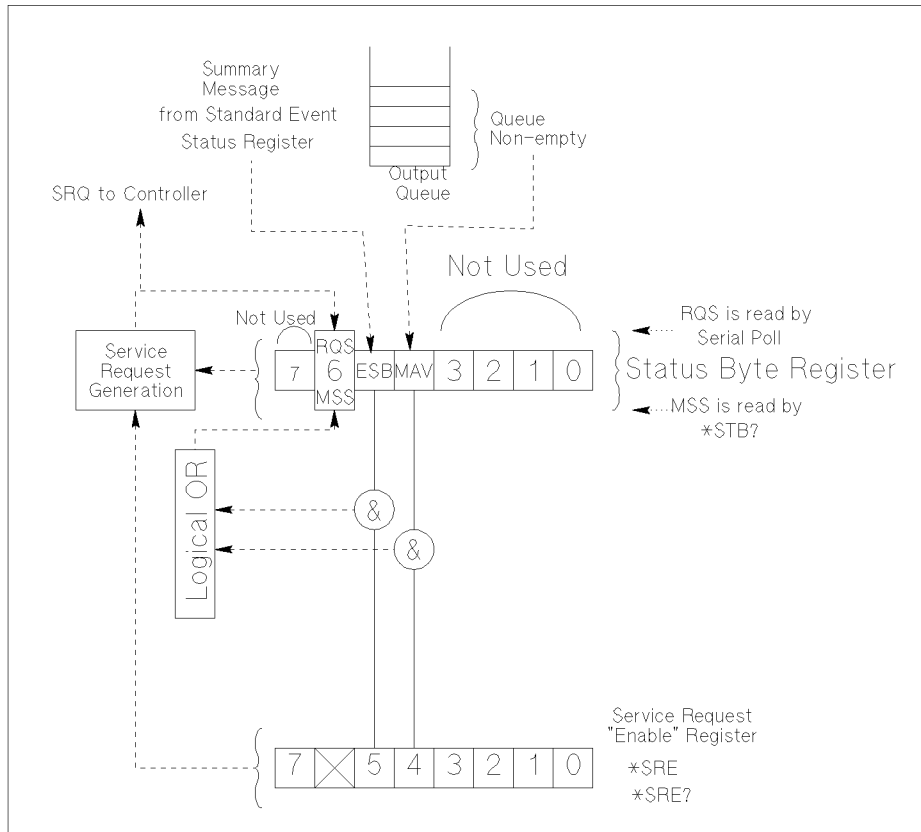 Summary
Message
from Standard Event
Status Register
Queue
Non-empty
Output
Queue
SRQ to Controller
Not Used
Not Used
RQS is read by
Serial Poll
Service
Request
Generation
7
RQS
6
MSS
ESB
MAV
3
2
1
0
Status Byte Register
MSS is read by
*STB?
Logical OR
&
&
Service Request
"Enable" Register
7
5
4
3
2
1
0
*SRE
*SRE?